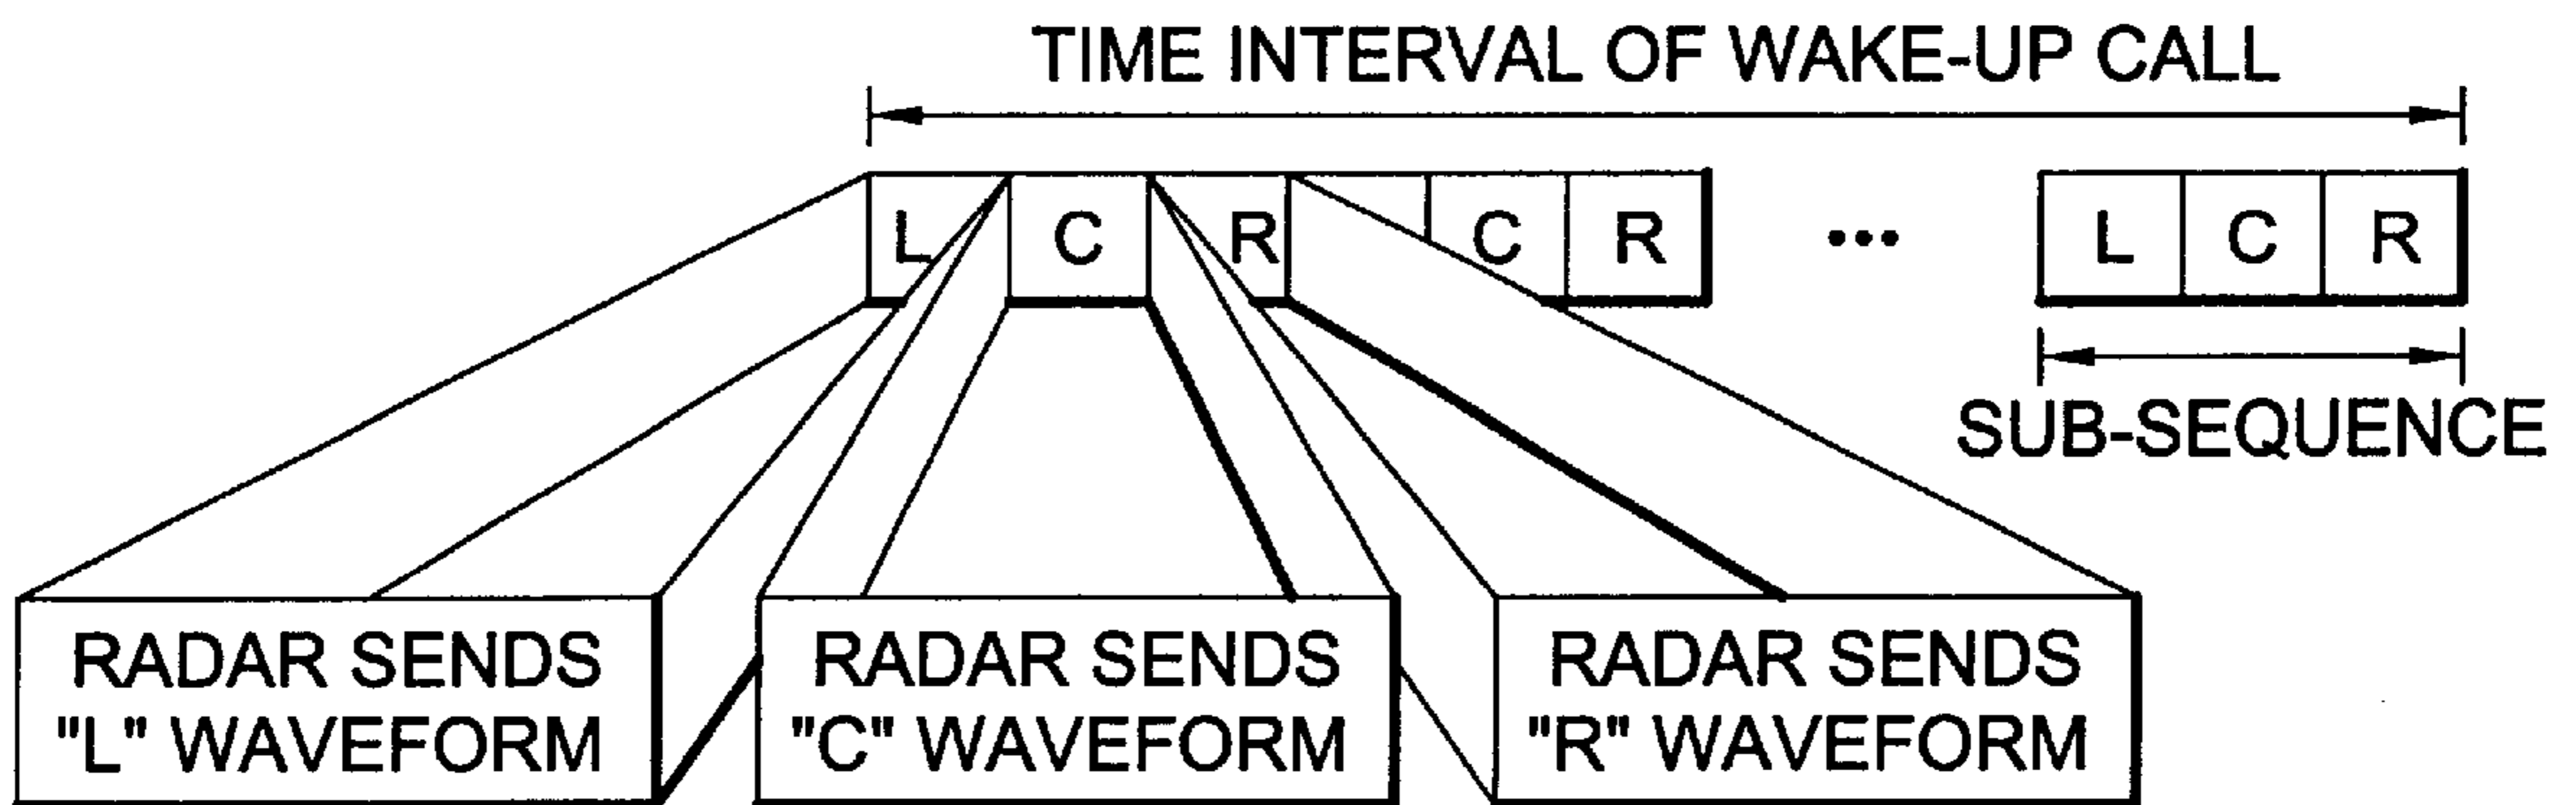 TIME INTERVAL OF WAKE-UP CALL
L C R C R ••• L C R
SUB-SEQUENCE
RADAR SENDS
"L" WAVEFORM
RADAR SENDS
"C" WAVEFORM
RADAR SENDS
"R" WAVEFORM